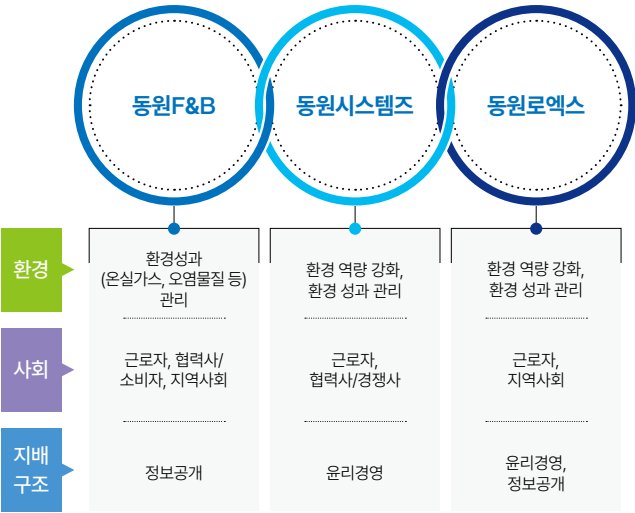 동원F&B
동원시스템즈
동원로엑스
환경
환경성과
(온실가스, 오염물질 등)
관리
환경 역량 강화,
환경 성과 관리
환경 역량 강화,
환경 성과 관리
사회
근로자, 협력사/
소비자, 지역사회
근로자,
협력사/경쟁사
근로자,
지역사회
지배
구조
정보공개
윤리경영
윤리경영,
정보공개